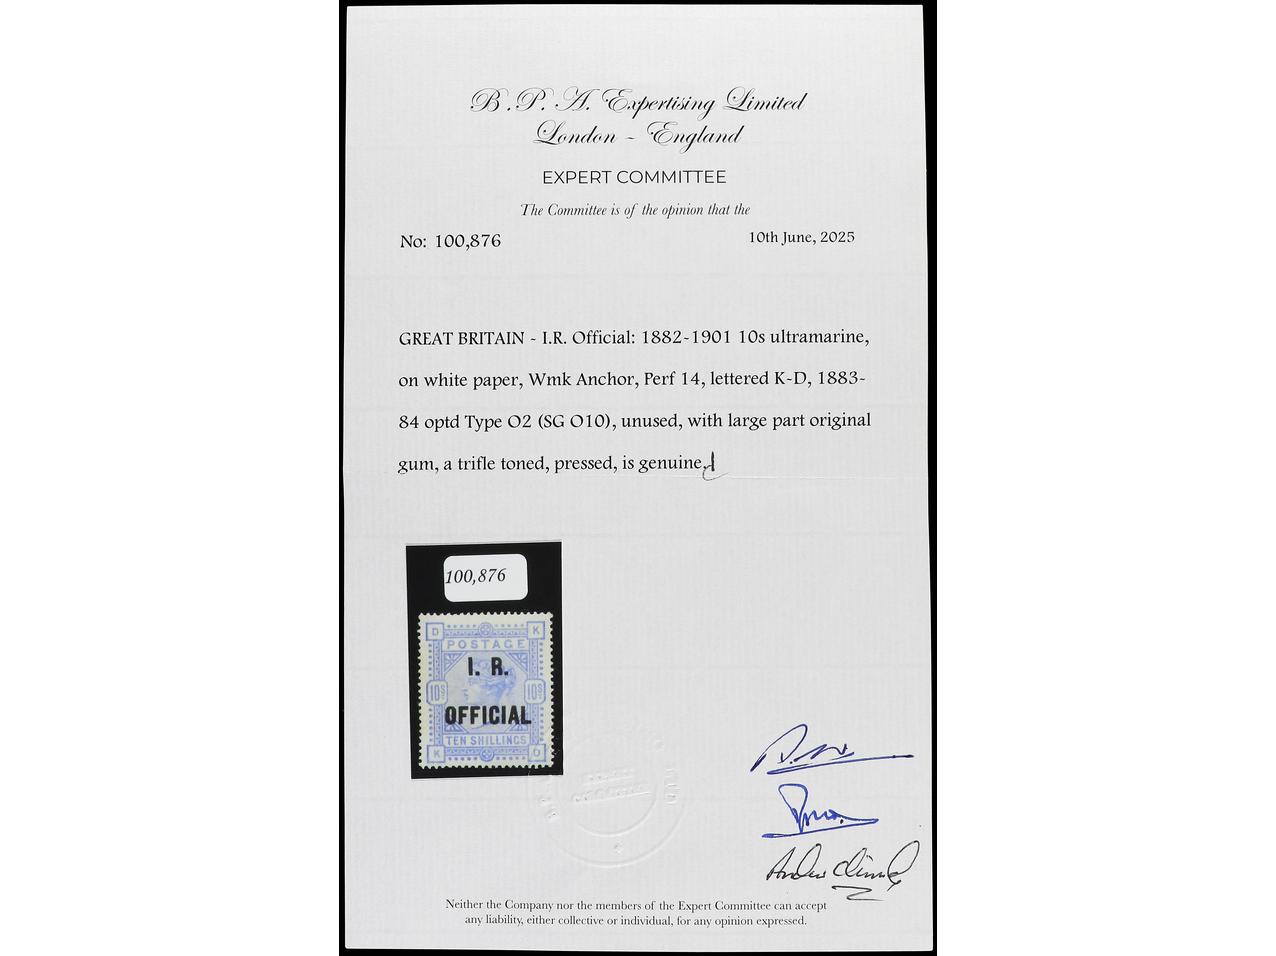 B.P.A. Expertising Limited
London ~ England
EXPERT COMMITTEE
The Committee is of the opinion that the
No: 100,876
10th June, 2025
GREAT BRITAIN - I.R. Official: 1882-1901 10s ultramarine,
on white paper, Wmk Anchor, Perf 14, lettered K-D, 1883-
84 optd Type O2 (SG O10), unused, with large part original
gum, a trifle toned, pressed, is genuine,
100,876
D K
POSTAGE
I. R.
10S 10S
OFFICIAL
TEN SHILLINGS
K D
Neither the Company nor the members of the Expert Committee can accept
any liability, either collective or individual, for any opinion expressed.